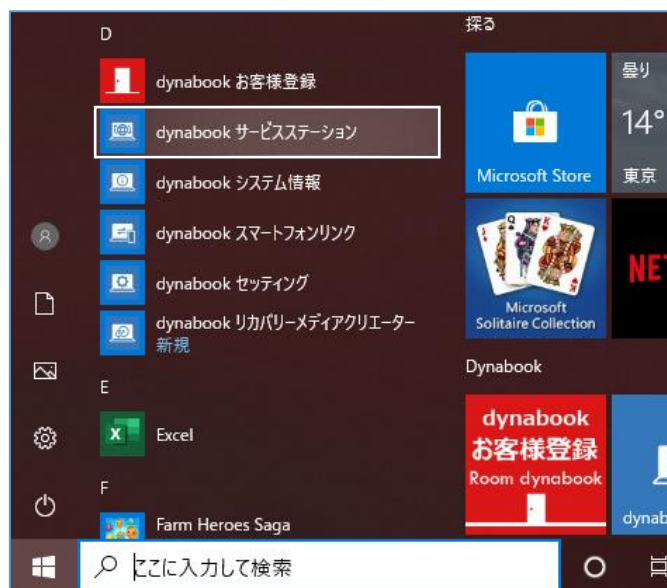 D
dynabook お客様登録
dynabook サービスステーション
dynabook システム情報
dynabook スマートフォンリンク
dynabook セッティング
dynabook リカバリーメディアクリエーター
新規
E
Excel
F
Farm Heroes Saga
ここに入力して検索
探る
Microsoft Store
曇り
14°
東京
Microsoft
Solitaire Collection
Dynabook
dynabook
お客様登録
Room dynabook